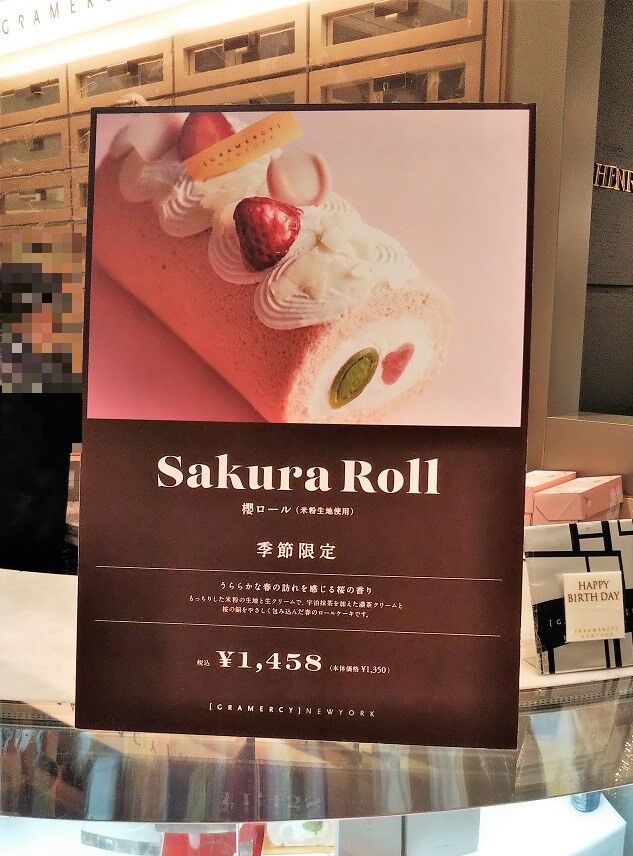 GRAMERC
HENR
[GRAMERCY]
NEWYORK
Sakura Roll
櫻ロール（米粉生地使用）
季節限定
うららかな春の訪れを感じる桜の香り
もっちりした米粉の生地と生クリームで、宇治抹茶を加えた濃茶クリームと
桜の餡をやさしく包み込んだ春のロールケーキです。
税込 ¥1,458（本体価格 ¥1,350）
[GRAMERCY]NEWYORK
HAPPY
BIRTH DAY